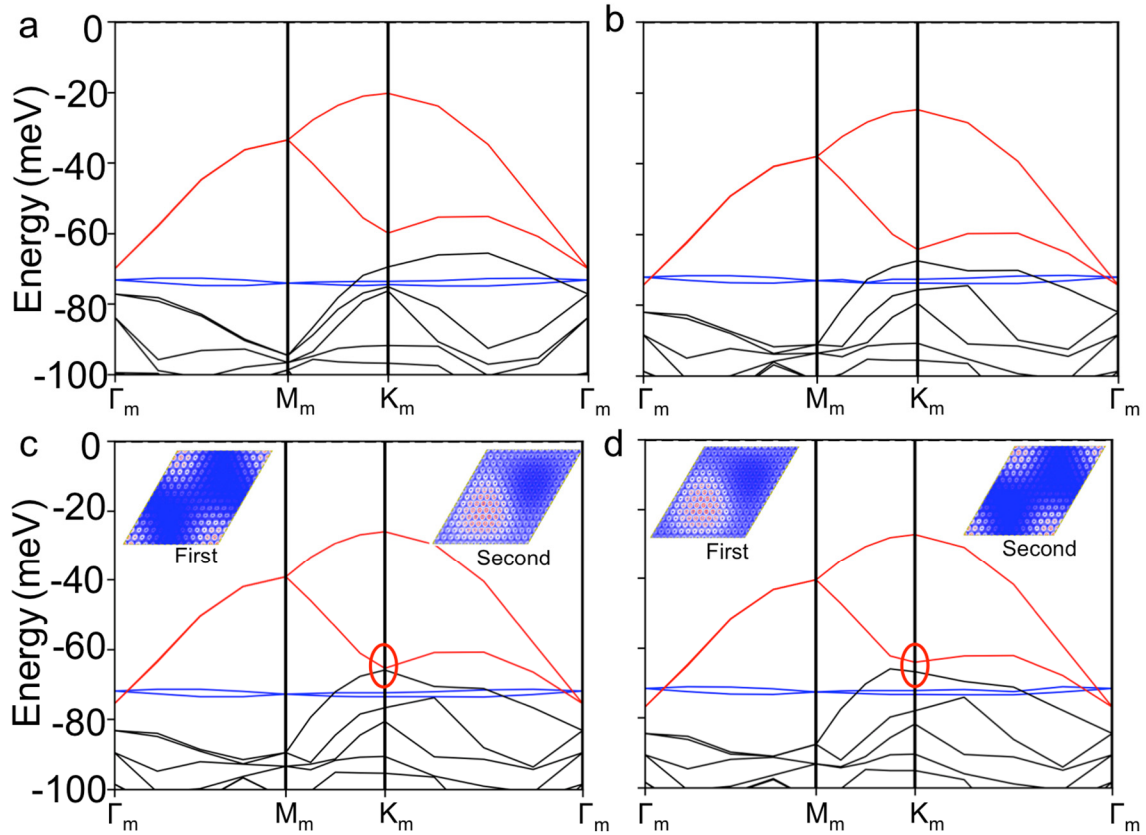 a
b
0
-20
-40
-60
-80
-100
Energy (meV)
Γm
Mm
Km
Γm
Γm
Mm
Km
Γm
c
d
0
-20
-40
-60
-80
-100
Energy (meV)
First
Second
First
Second
Γm
Mm
Km
Γm
Γm
Mm
Km
Γm